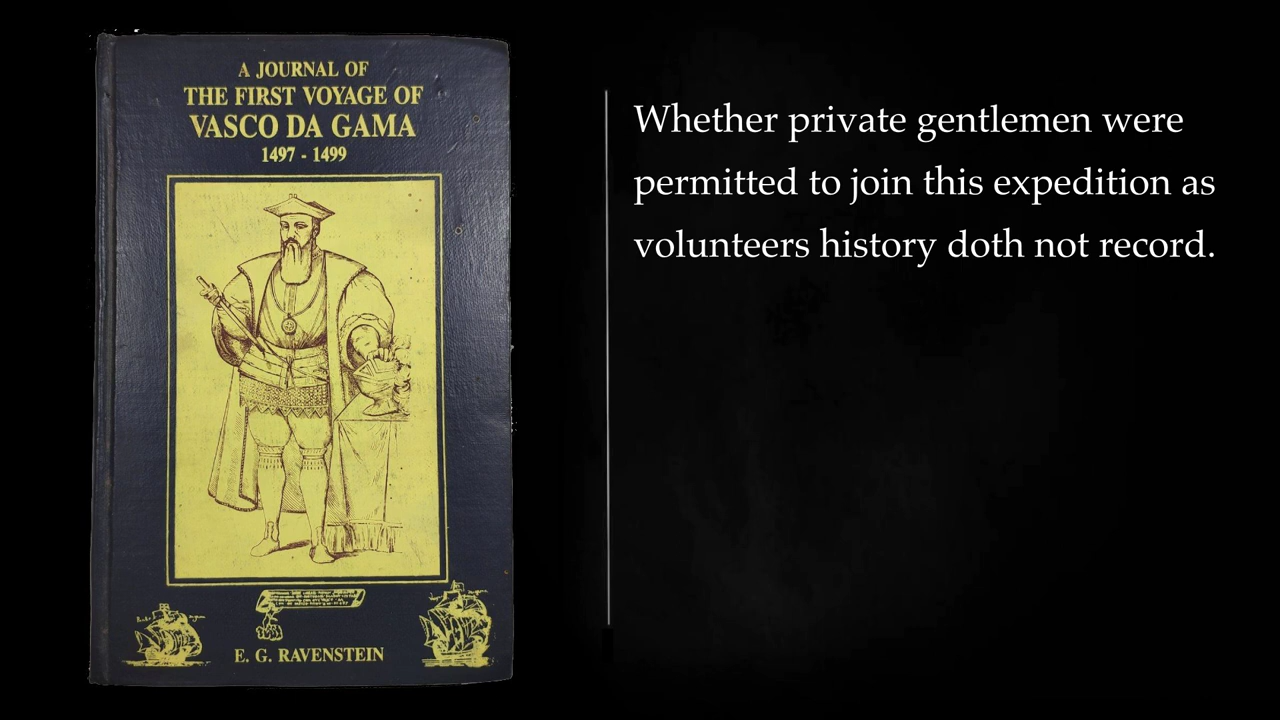 A JOURNAL OF
THE FIRST VOYAGE OF
VASCO DA GAMA
1497 - 1499
E. G. RAVENSTEIN
Whether private gentlemen were
permitted to join this expedition as
volunteers history doth not record.